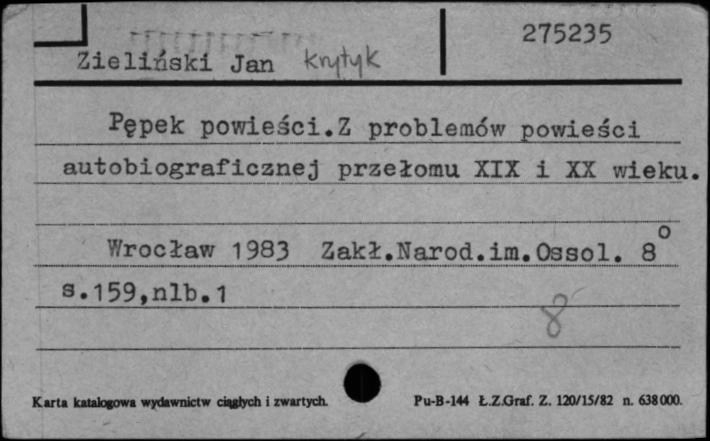 275235
Zieliński Jan krytyk
Pępek powieści.Z problemów powieści
autobiograficznej przełomu XIX i XX wieku.
Wrocław 1983 Zakł.Narod.im.Ossol. 8°
s.159,nlb.1
8
Karta katalogowa wydawnictw ciągłych i zwartych. Pu-B-144 Ł.Z.Graf. Z. 120/15/82 n. 638000.